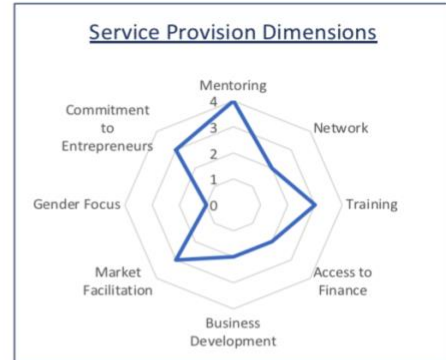 Service Provision Dimensions
Mentoring
4
3
2
1
0
Network
Training
Access to
Finance
Business
Development
Market
Facilitation
Gender Focus
Commitment
to
Entrepreneurs